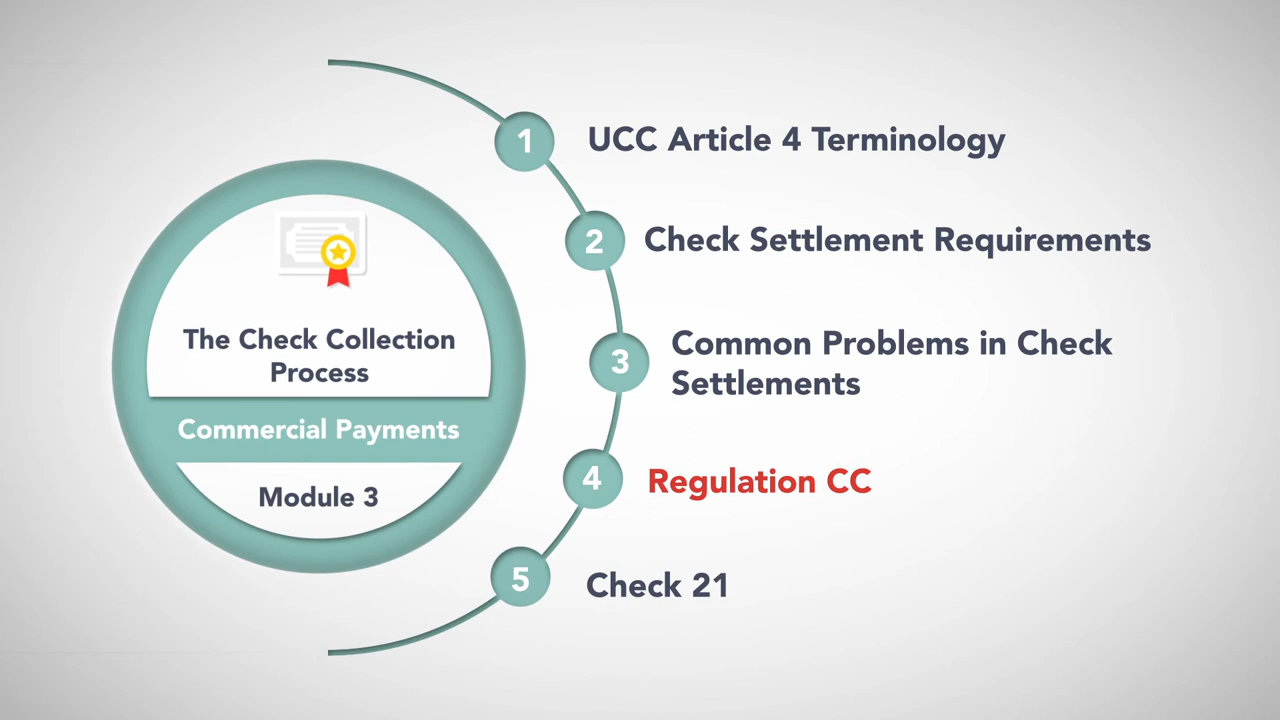 The Check Collection
Process
Commercial Payments
Module 3
1
UCC Article 4 Terminology
2
Check Settlement Requirements
3
Common Problems in Check
Settlements
4
Regulation CC
5
Check 21